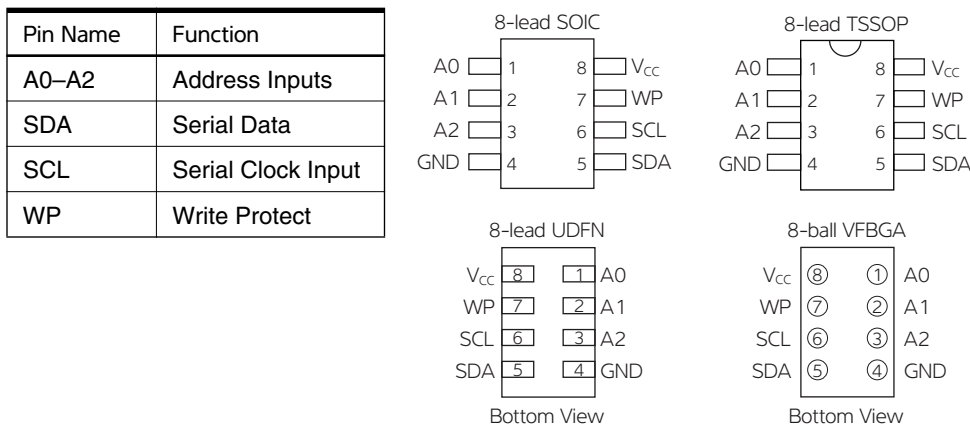 Pin Name Function
A0–A2 Address Inputs
SDA Serial Data
SCL Serial Clock Input
WP Write Protect
8-lead SOIC
A0 1 8 VCC
A1 2 7 WP
A2 3 6 SCL
GND 4 5 SDA
8-lead TSSOP
A0 1 8 VCC
A1 2 7 WP
A2 3 6 SCL
GND 4 5 SDA
8-lead UDFN
VCC 8 1 A0
WP 7 2 A1
SCL 6 3 A2
SDA 5 4 GND
Bottom View
8-ball VFBGA
VCC 8 1 A0
WP 7 2 A1
SCL 6 3 A2
SDA 5 4 GND
Bottom View